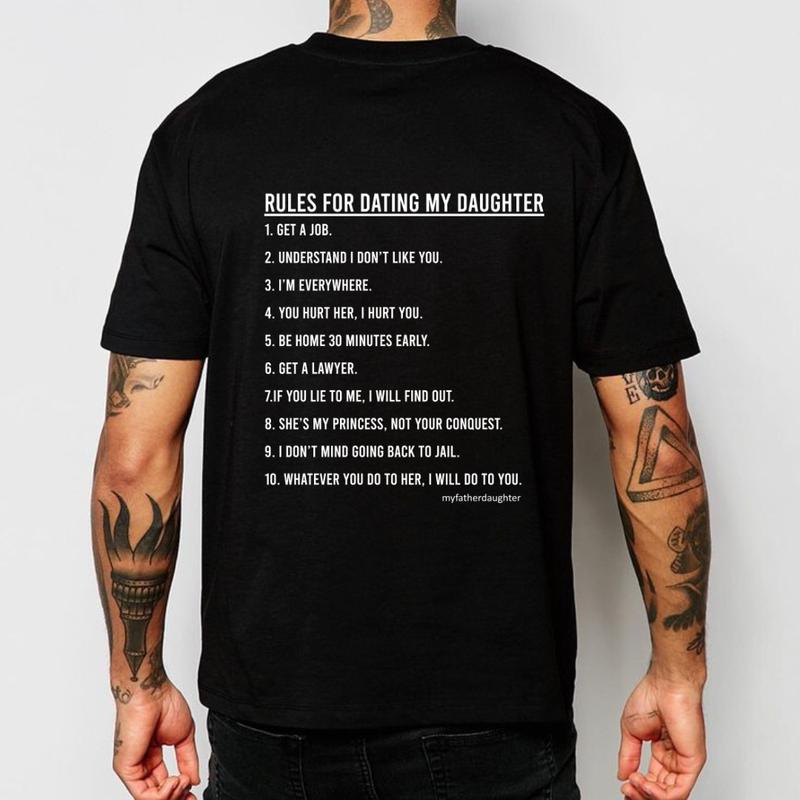 RULES FOR DATING MY DAUGHTER
1. GET A JOB.
2. UNDERSTAND I DON'T LIKE YOU.
3. I'M EVERYWHERE.
4. YOU HURT HER, I HURT YOU.
5. BE HOME 30 MINUTES EARLY.
6. GET A LAWYER.
7.IF YOU LIE TO ME, I WILL FIND OUT.
8. SHE'S MY PRINCESS, NOT YOUR CONQUEST.
9. I DON'T MIND GOING BACK TO JAIL.
10. WHATEVER YOU DO TO HER, I WILL DO TO YOU.
myfatherdaughter